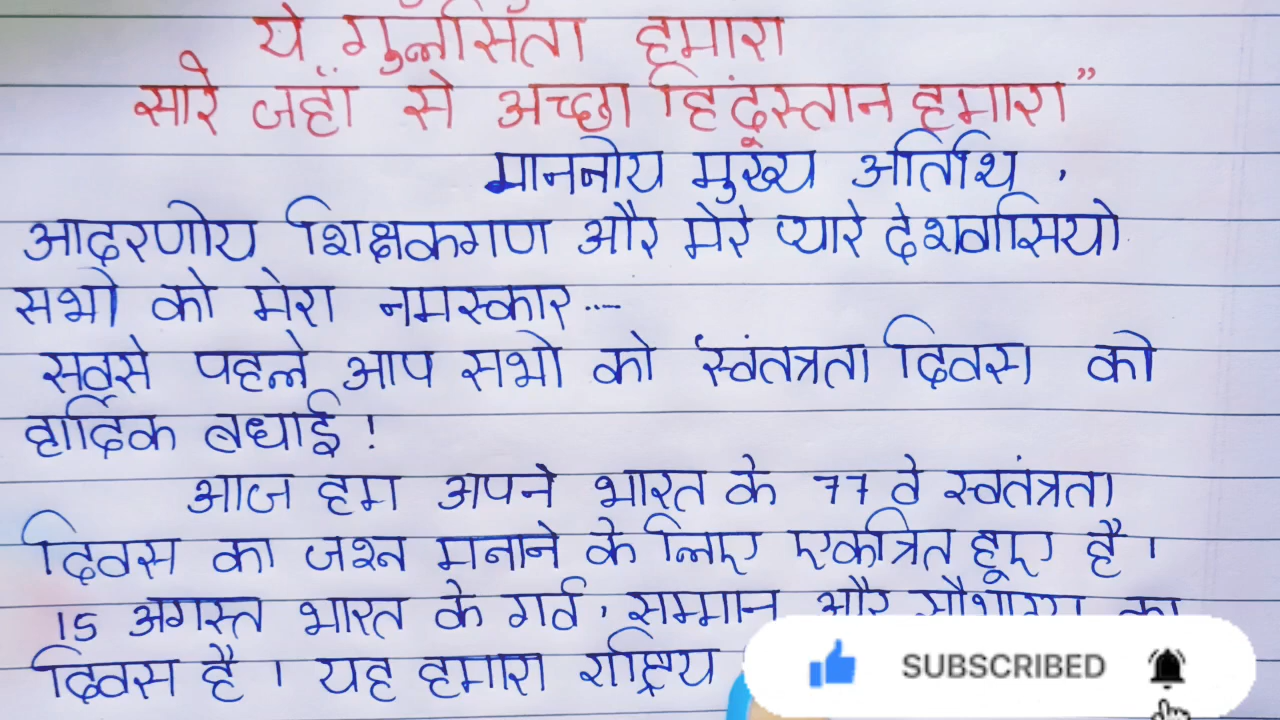 ये गुलसिता हमारा
सारे जहाँ से अच्छा हिंदूस्तान हमारा”
माननीय मुख्य अतिथि ,
आदरणीय शिक्षकगण और मेरे प्यारे देशवासियो
सभी को मेरा नमस्कार ...-
सबसे पहले आप सभी को स्वंतत्रता दिवस की
हार्दिक बधाई !
आज हम अपने भारत के 77 वे स्वतंत्रता
दिवस का जश्न मनाने के लिए एकत्रित हूए है ।
15 अगस्त भारत के गर्व , सम्मान और सौभाग्य का
दिवस है । यह हमारा राष्ट्रिय
SUBSCRIBED